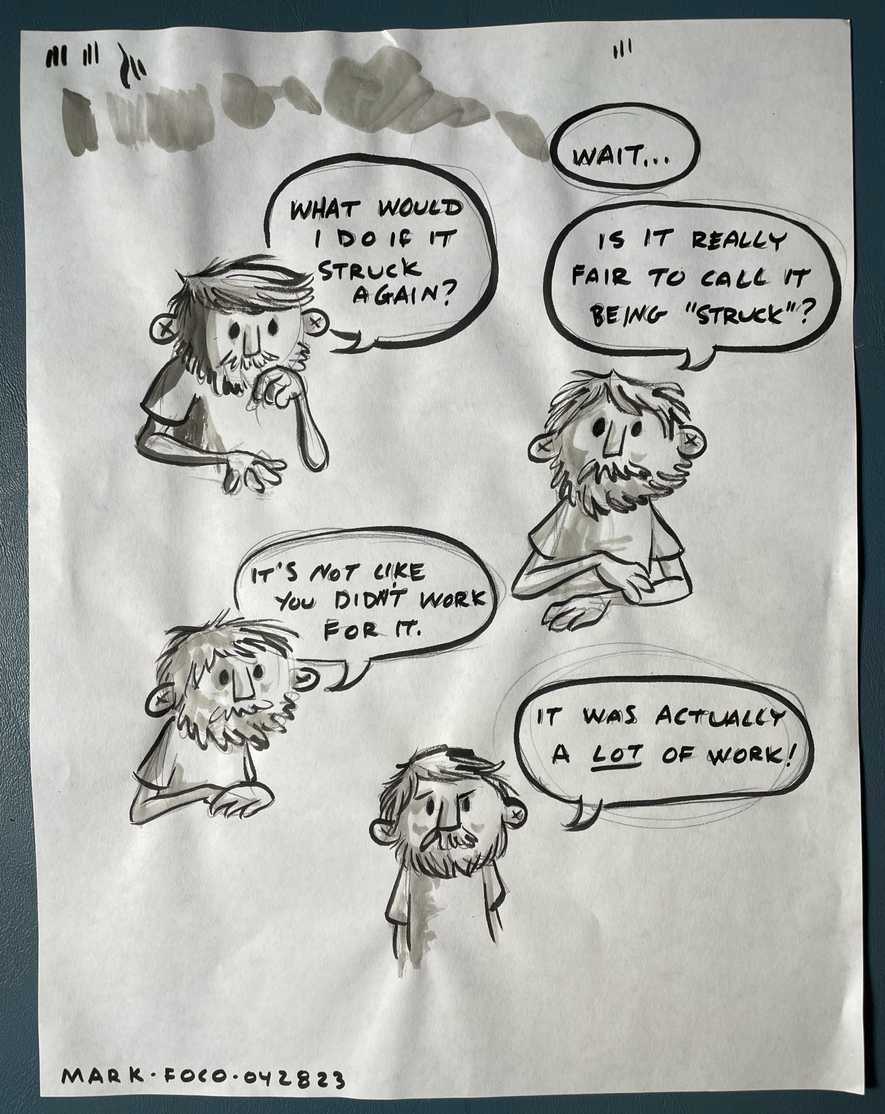 WHAT WOULD
I DO IF IT
STRUCK
AGAIN?
WAIT...
IS IT REALLY
FAIR TO CALL IT
BEING "STRUCK"?
IT'S NOT LIKE
YOU DIDN'T WORK
FOR IT.
IT WAS ACTUALLY
A LOT OF WORK!
MARK·FOCO·042823